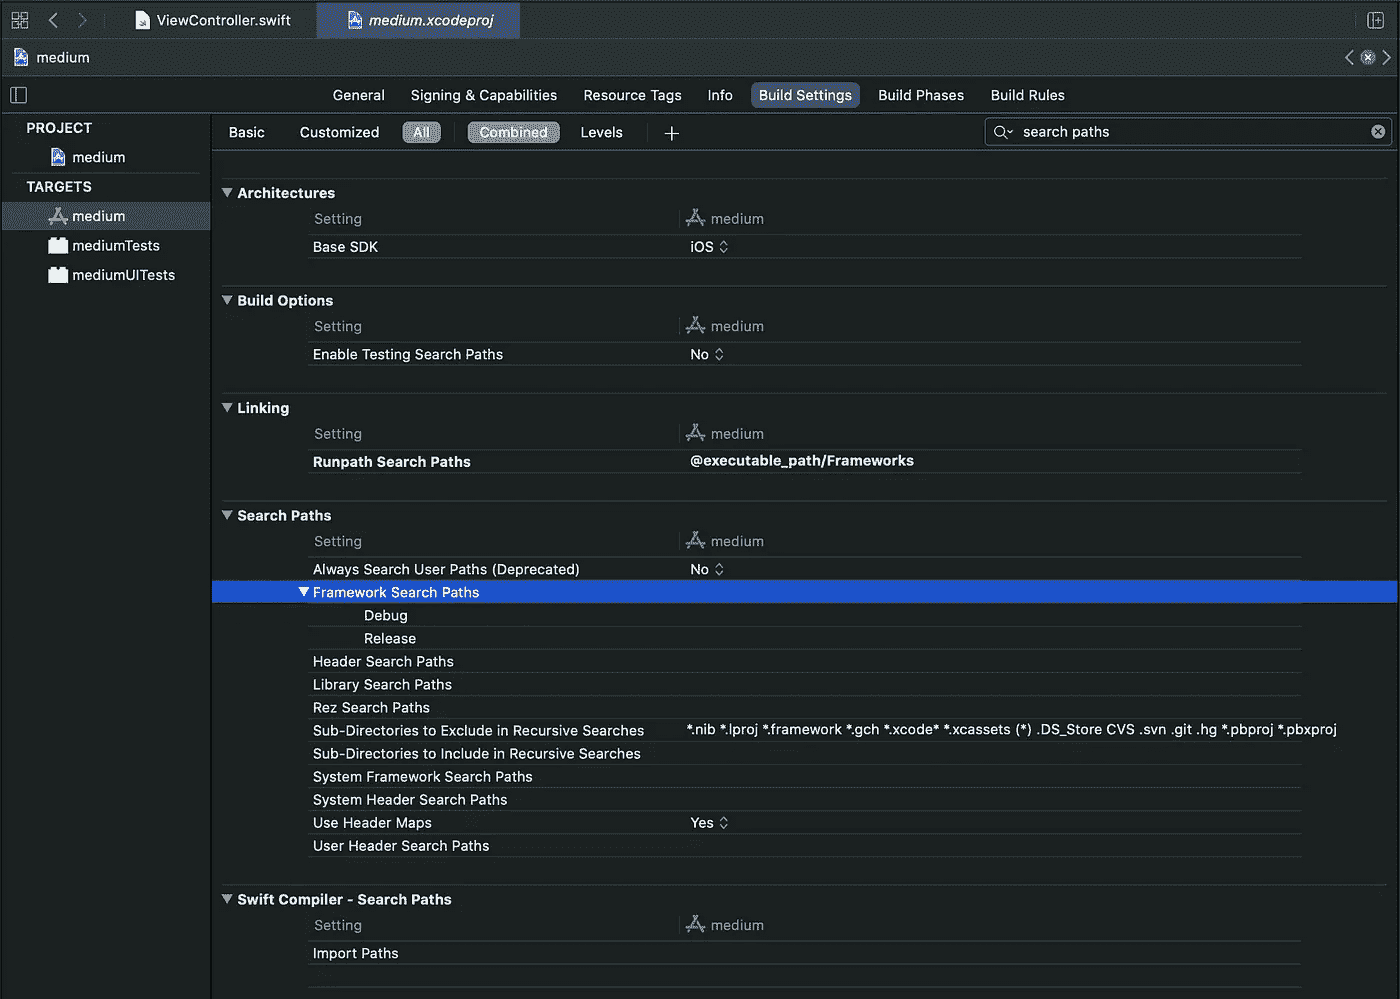 ViewController.swift medium.xcodeproj
medium
General Signing & Capabilities Resource Tags Info Build Settings Build Phases Build Rules
PROJECT
medium
TARGETS
medium
mediumTests
mediumUITests
Basic Customized All Combined Levels + search paths
Architectures
Setting medium
Base SDK iOS
Build Options
Setting medium
Enable Testing Search Paths No
Linking
Setting medium
Runpath Search Paths @executable_path/Frameworks
Search Paths
Setting medium
Always Search User Paths (Deprecated) No
Framework Search Paths
Debug
Release
Header Search Paths
Library Search Paths
Rez Search Paths
Sub-Directories to Exclude in Recursive Searches *.nib *.lproj *.framework *.gch *.xcode* *.xcassets (*) .DS_Store CVS .svn .git .hg *.pbproj *.pbxproj
Sub-Directories to Include in Recursive Searches
System Framework Search Paths
System Header Search Paths
Use Header Maps Yes
User Header Search Paths
Swift Compiler - Search Paths
Setting medium
Import Paths